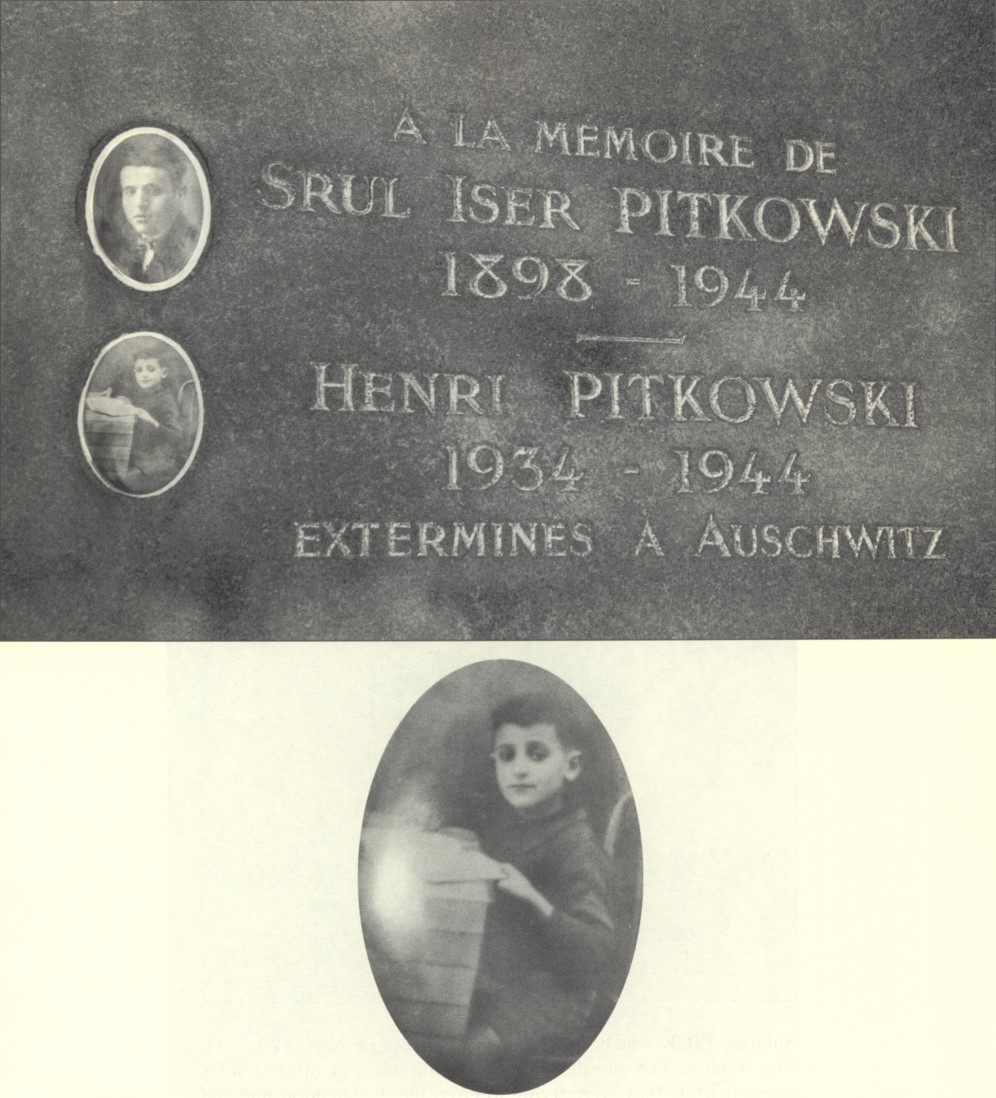 À LA MÉMOIRE DE
SRUL ISER PITKOWSKI
1898 - 1944
HENRI PITKOWSKI
1934 - 1944
EXTERMINÉS À AUSCHWITZ